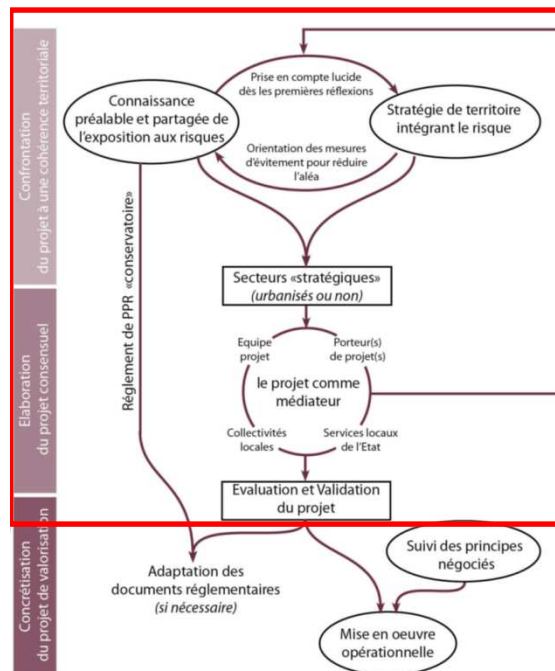 Confrontation
du projet à une cohérence territoriale
Prise en compte lucide
dès les premières réflexions
Connaissance
préalable et partagée de
l'exposition aux risques
Stratégie de territoire
intégrant le risque
Orientation des mesures
d'évitement pour réduire
l'aléa
Réglement de PPR «conservatoire»
Secteurs «stratégiques»
(urbanisés ou non)
Elaboration
du projet consensuel
Equipe
projet
Porteur(s)
de projet(s)
le projet comme
médiateur
Collectivités
locales
Services locaux
de l'Etat
Evaluation et Validation
du projet
Concrétisation
du projet de valorisation
Adaptation des
documents réglementaires
(si nécessaire)
Suivi des principes
négociés
Mise en oeuvre
opérationnelle